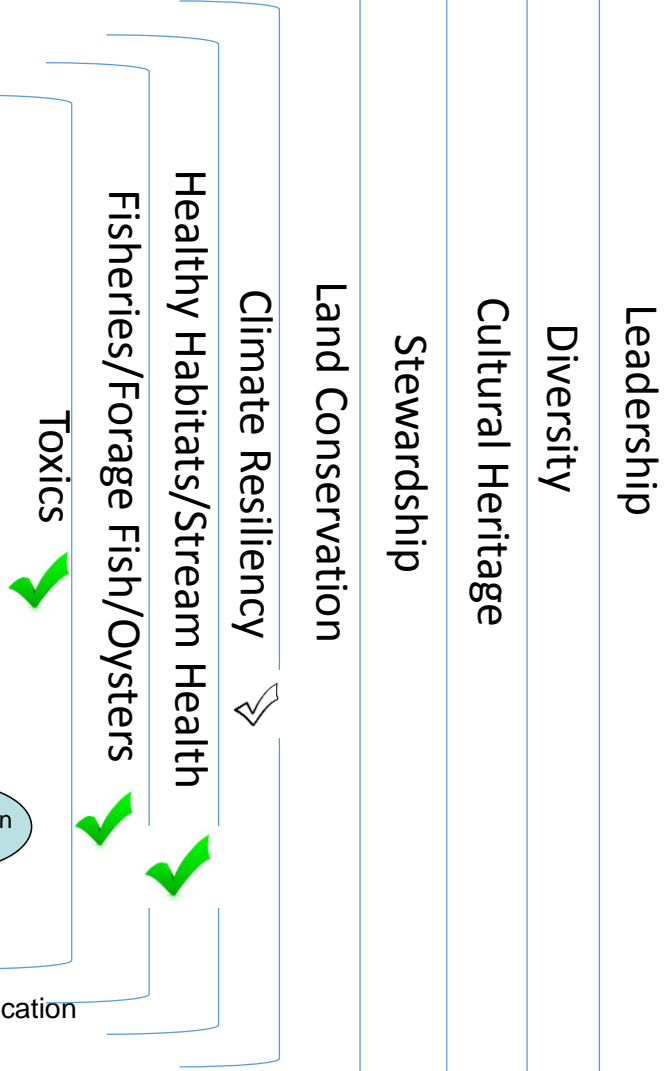 Leadership
Diversity
Cultural Heritage
Stewardship
Land Conservation
Climate Resiliency
Healthy Habitats/Stream Health
Fisheries/Forage Fish/Oysters
Toxics
n
cation